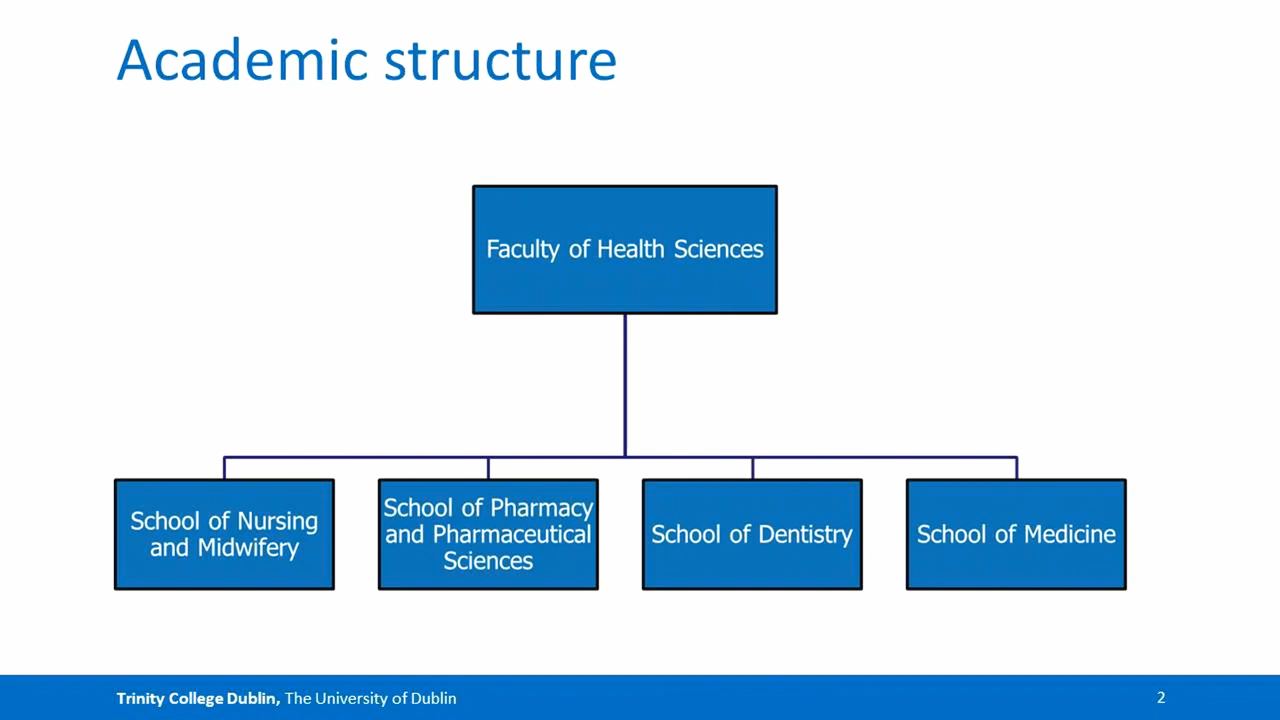 Academic structure
Faculty of Health Sciences
School of Nursing
and Midwifery
School of Pharmacy
and Pharmaceutical
Sciences
School of Dentistry
School of Medicine
Trinity College Dublin, The University of Dublin
2